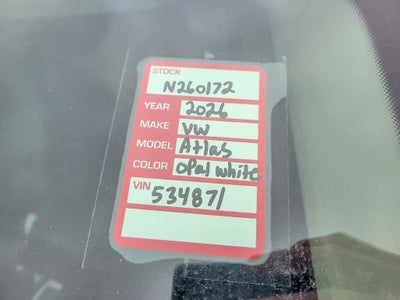 STOCK
N260172
YEAR 2026
MAKE VW
MODEL Atlas
COLOR Opal white
VIN
534871